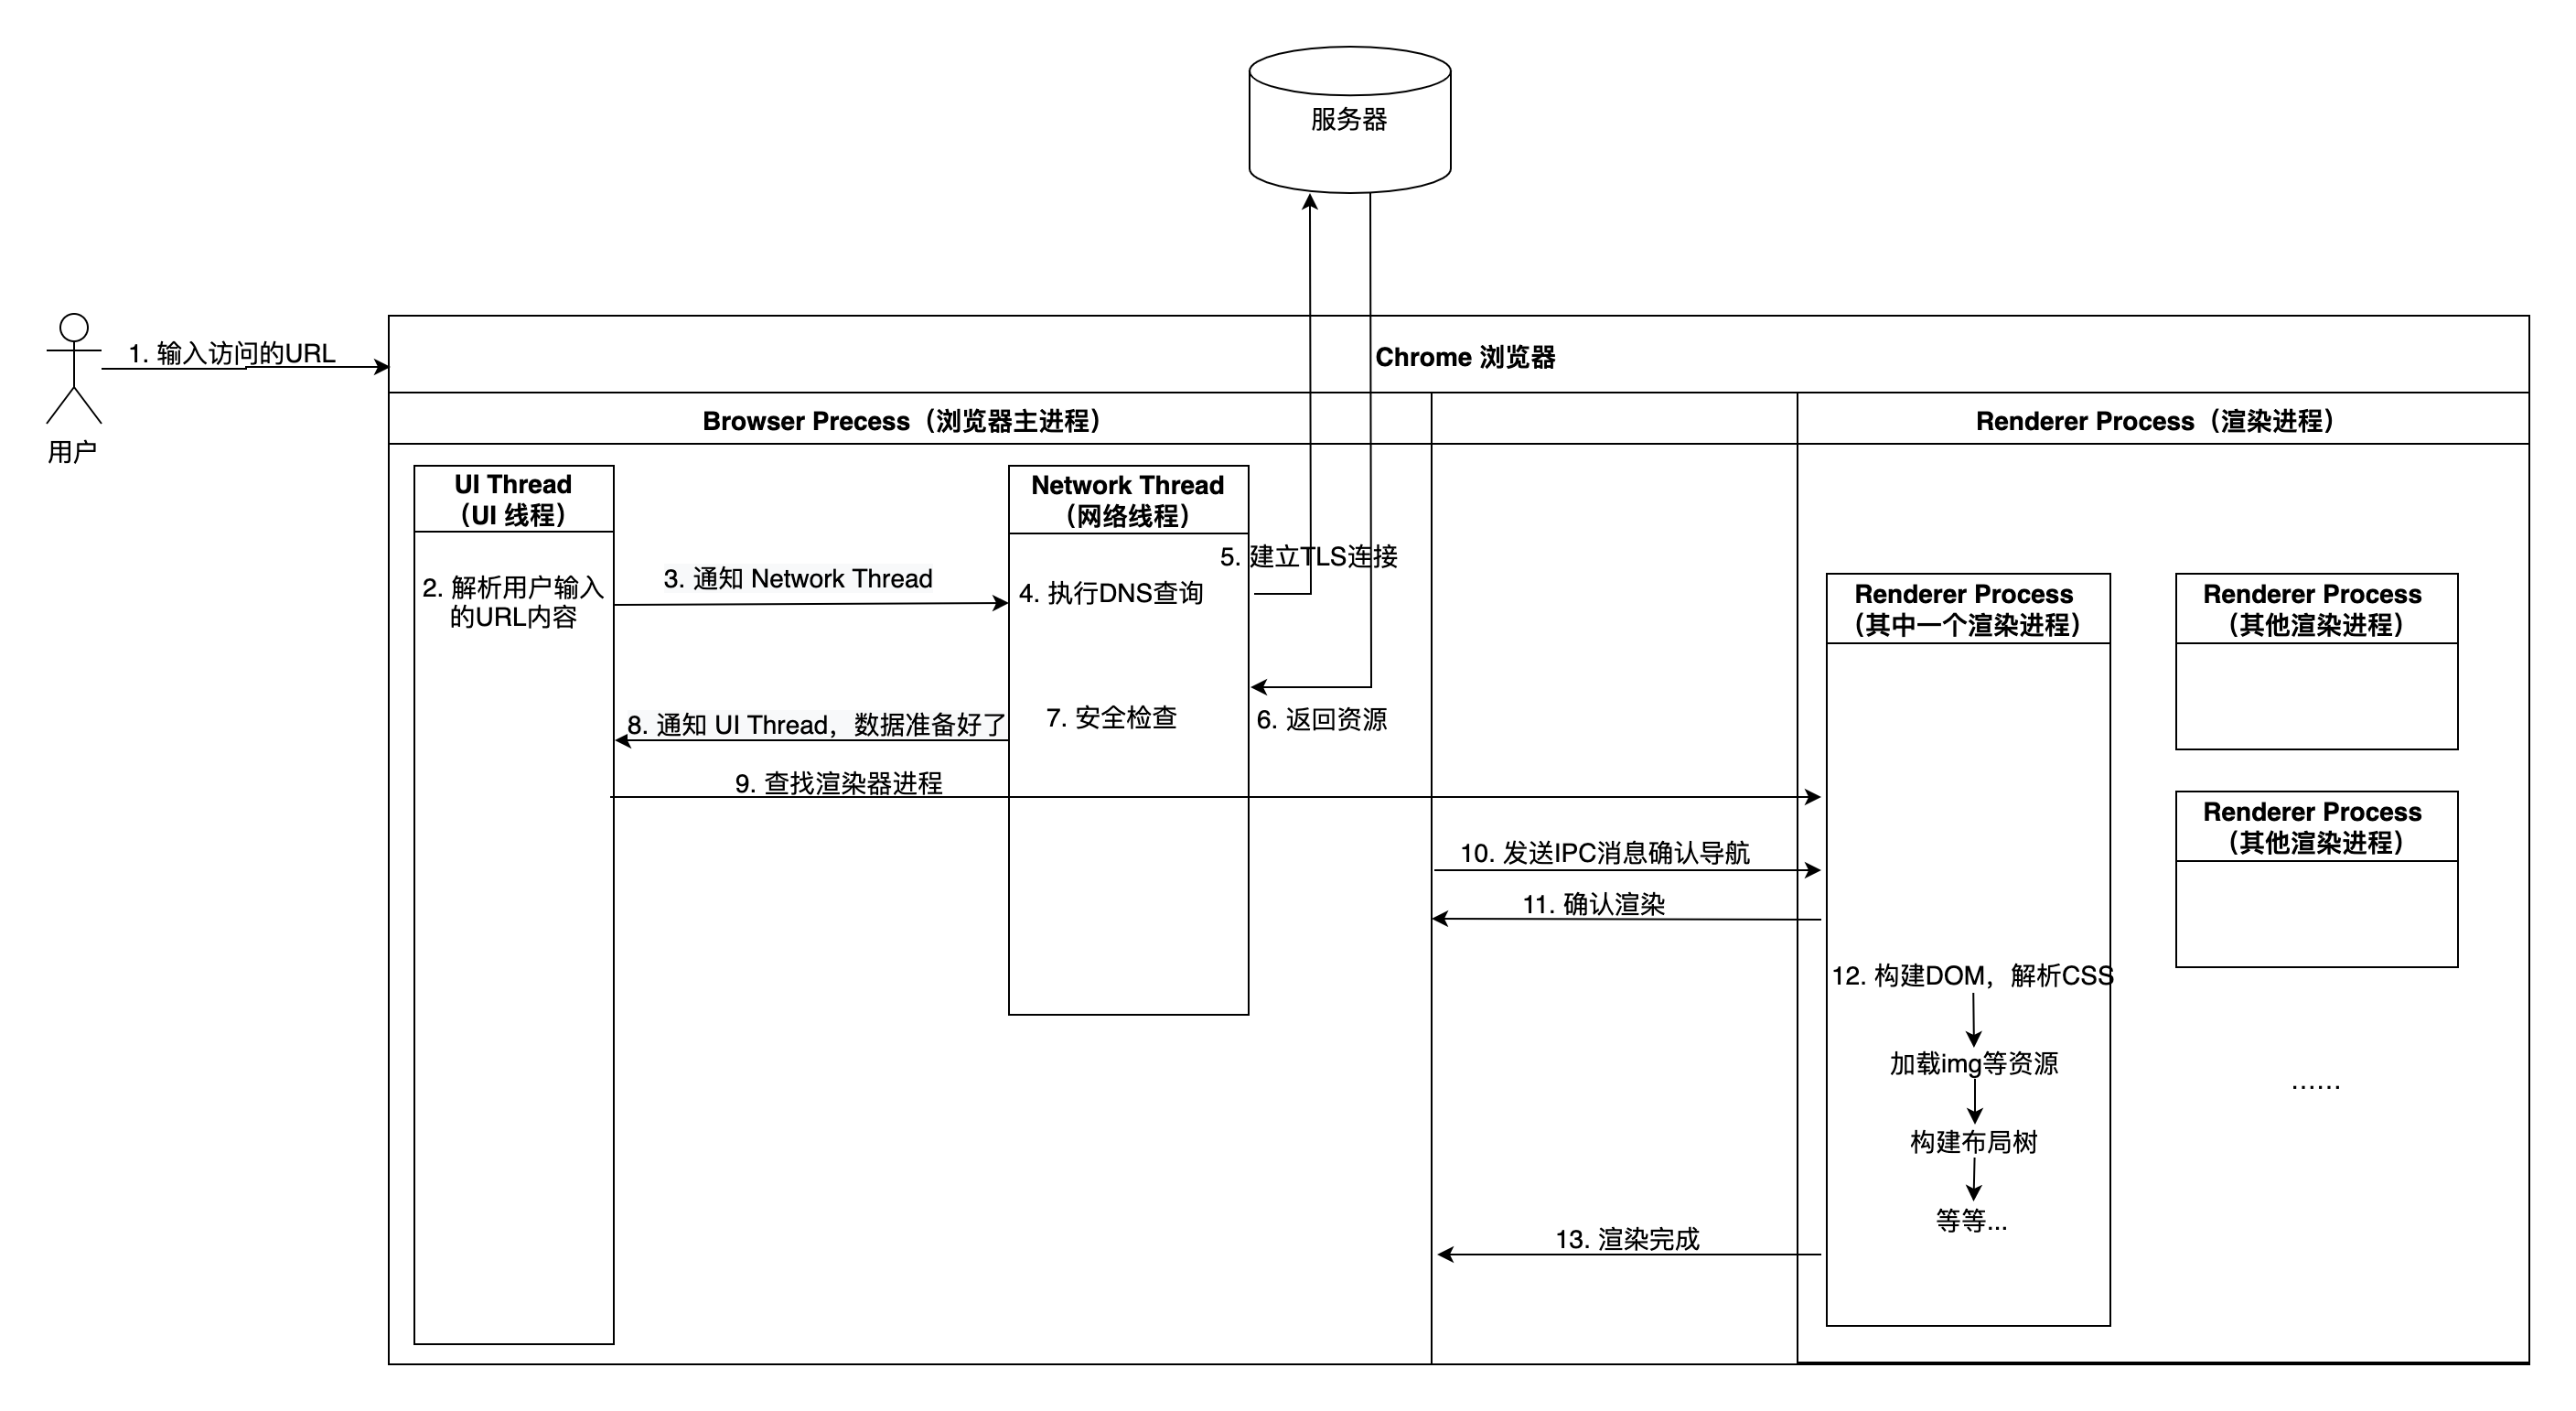 服务器
1. 输入访问的URL
用户
Chrome 浏览器
Browser Precess（浏览器主进程）
Renderer Process（渲染进程）
UI Thread
（UI 线程）
2. 解析用户输入
的URL内容
3. 通知 Network Thread
Network Thread
（网络线程）
4. 执行DNS查询
5. 建立TLS连接
6. 返回资源
7. 安全检查
8. 通知 UI Thread，数据准备好了
9. 查找渲染器进程
10. 发送IPC消息确认导航
11. 确认渲染
Renderer Process
（其中一个渲染进程）
12. 构建DOM，解析CSS
加载img等资源
构建布局树
等等...
13. 渲染完成
Renderer Process
（其他渲染进程）
Renderer Process
（其他渲染进程）
……